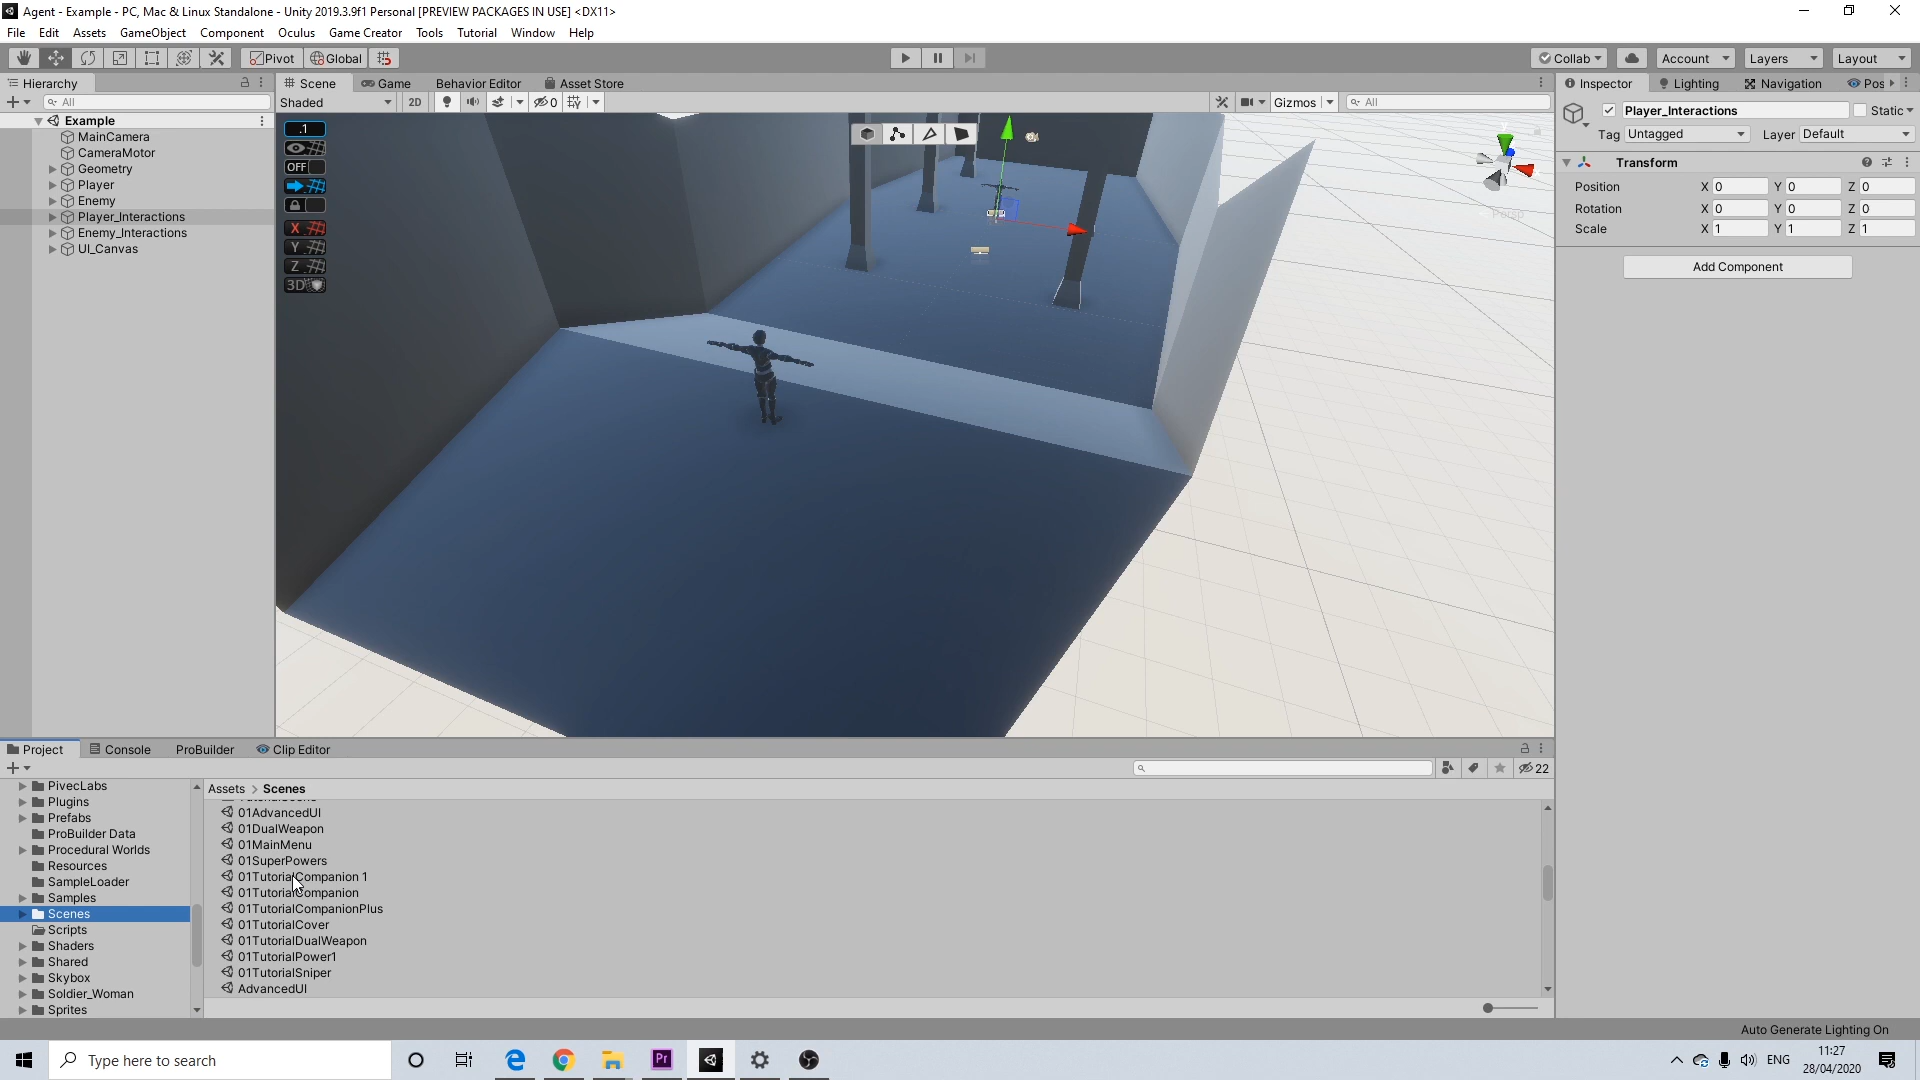 Agent - Example - PC, Mac & Linux Standalone - Unity 2019.3.9f1 Personal [PREVIEW PACKAGES IN USE] <DX11>
File Edit Assets GameObject Component Oculus Game Creator Tools Tutorial Window Help
Pivot Global Collab Account Layers Layout
Hierarchy Scene Game Behavior Editor Asset Store Inspector Lighting Navigation Pos
All Shaded 2D 0 Gizmos All
Player_Interactions Static
Tag Untagged Layer Default
Transform
Position X 0 Y 0 Z 0
Rotation X 0 Y 0 Z 0
Scale X 1 Y 1 Z 1
Add Component
Example
MainCamera
CameraMotor
Geometry
Player
Enemy
Player_Interactions
Enemy_Interactions
UI_Canvas
.1
OFF
X
Y
Z
3D
Persp
Project Console ProBuilder Clip Editor
22
PivecLabs
Plugins
Prefabs
ProBuilder Data
Procedural Worlds
Resources
SampleLoader
Samples
Scenes
Scripts
Shaders
Shared
Skybox
Soldier_Woman
Sprites
Assets > Scenes
01AdvancedUI
01DualWeapon
01MainMenu
01SuperPowers
01TutorialCompanion 1
01TutorialCompanion
01TutorialCompanionPlus
01TutorialCover
01TutorialDualWeapon
01TutorialPower1
01TutorialSniper
AdvancedUI
Auto Generate Lighting On
Type here to search
Pr
ENG
11:27
28/04/2020